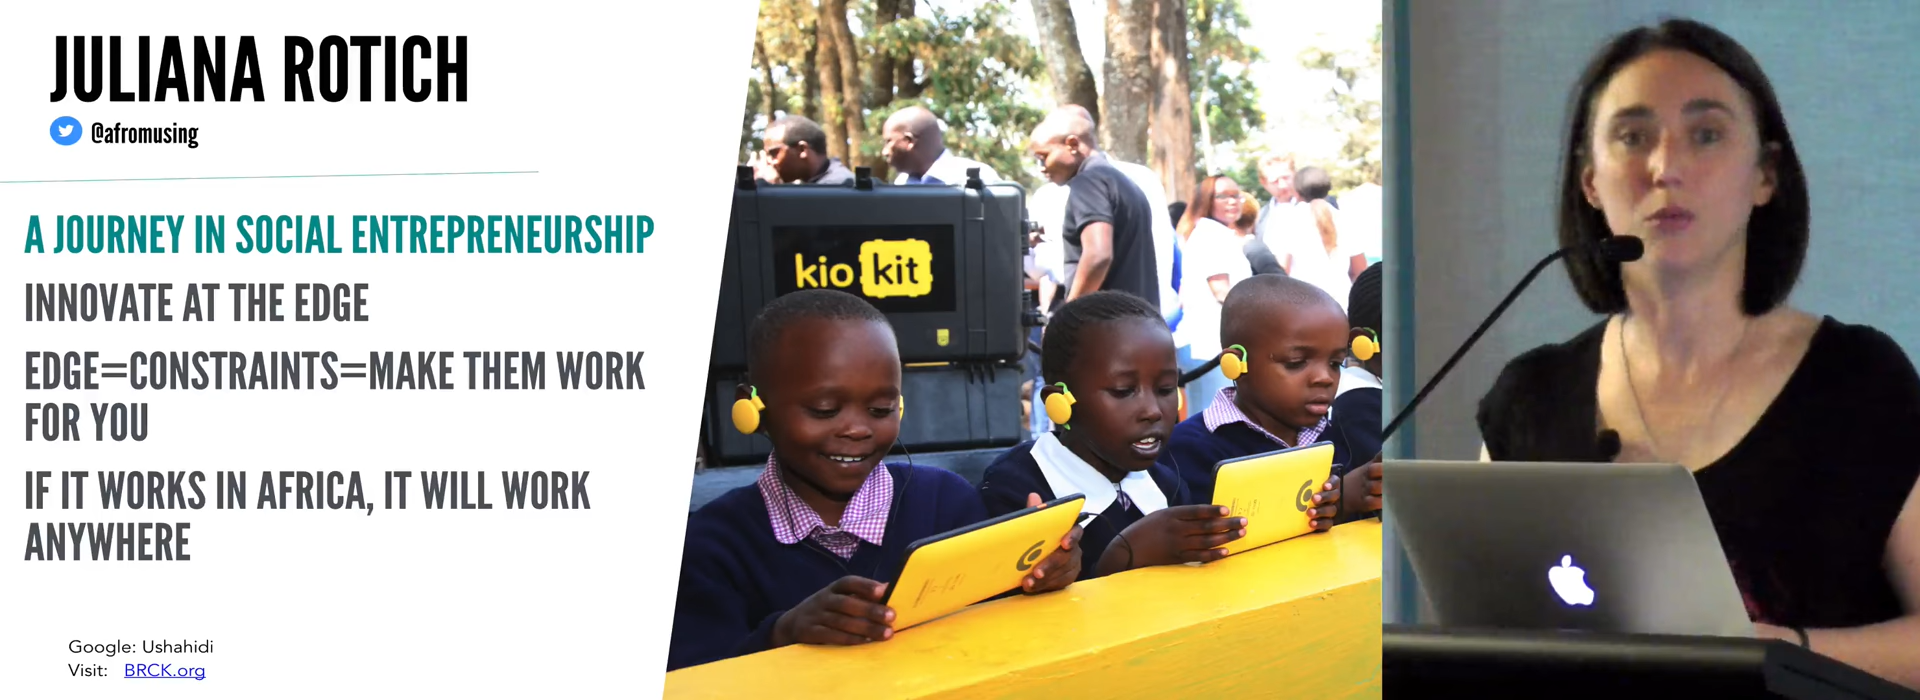 JULIANA ROTICH
@afromusing
A JOURNEY IN SOCIAL ENTREPRENEURSHIP
INNOVATE AT THE EDGE
EDGE=CONSTRAINTS=MAKE THEM WORK
FOR YOU
IF IT WORKS IN AFRICA, IT WILL WORK
ANYWHERE
Google: Ushahidi
Visit: BRCK.org
kio kit